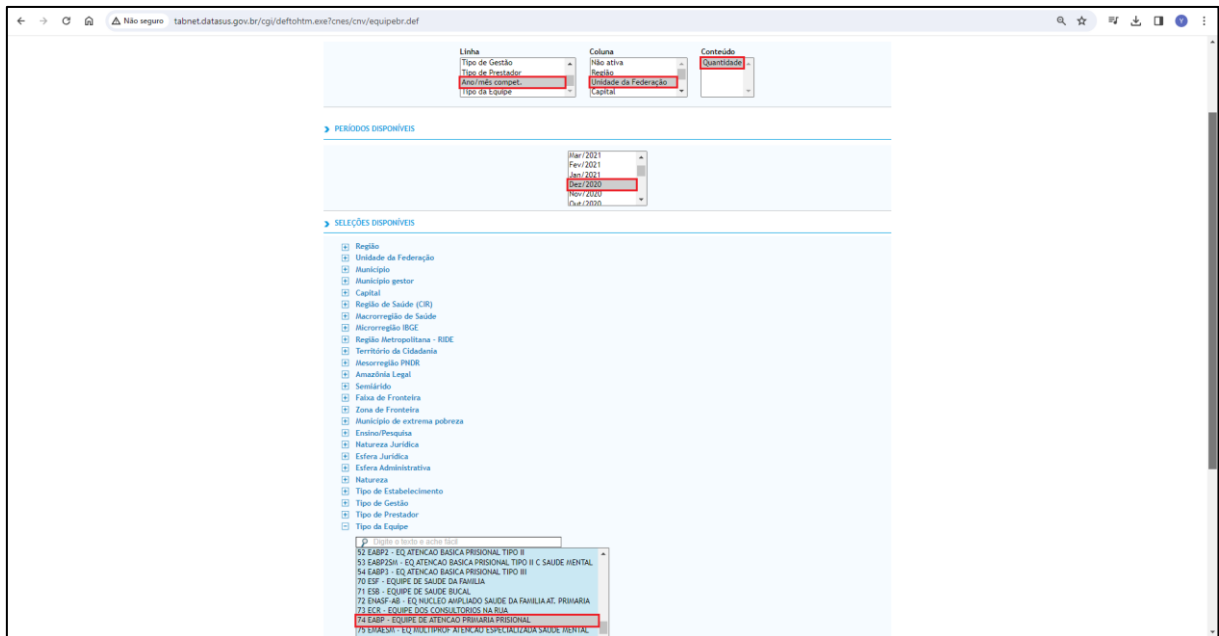 Não seguro tabnet.datasus.gov.br/cgi/deftohtm.exe?cnes/cnv/equipebr.def
Linha Coluna Conteúdo
Tipo de Gestão Não ativa Quantidade
Tipo de Prestador Região
Ano/mês compet. Unidade da Federação
Tipo da Equipe Capital
PERÍODOS DISPONÍVEIS
Mar/2021
Fev/2021
Jan/2021
Dez/2020
Nov/2020
Out/2020
SELEÇÕES DISPONÍVEIS
Região
Unidade da Federação
Município
Município gestor
Capital
Região de Saúde (CIR)
Macrorregião de Saúde
Microrregião IBGE
Região Metropolitana - RIDE
Território da Cidadania
Mesorregião PNDR
Amazônia Legal
Semiárido
Faixa de Fronteira
Zona de Fronteira
Município de extrema pobreza
Ensino/Pesquisa
Natureza Jurídica
Esfera Jurídica
Esfera Administrativa
Natureza
Tipo de Estabelecimento
Tipo de Gestão
Tipo de Prestador
Tipo da Equipe
Digite o texto e ache fácil
52 EABP2 - EQ ATENCAO BASICA PRISIONAL TIPO II
53 EABP2SM - EQ ATENCAO BASICA PRISIONAL TIPO II C SAUDE MENTAL
54 EABP3 - EQ ATENCAO BASICA PRISIONAL TIPO III
70 ESF - EQUIPE DE SAUDE DA FAMILIA
71 ESB - EQUIPE DE SAUDE BUCAL
72 ENASF-AB - EQ NUCLEO AMPLIADO SAUDE DA FAMILIA AT. PRIMARIA
73 ECR - EQUIPE DOS CONSULTORIOS NA RUA
74 EABP - EQUIPE DE ATENCAO PRIMARIA PRISIONAL
75 EMAESM - EQ MULTIPROF ATENCAO ESPECIALIZADA SAUDE MENTAL